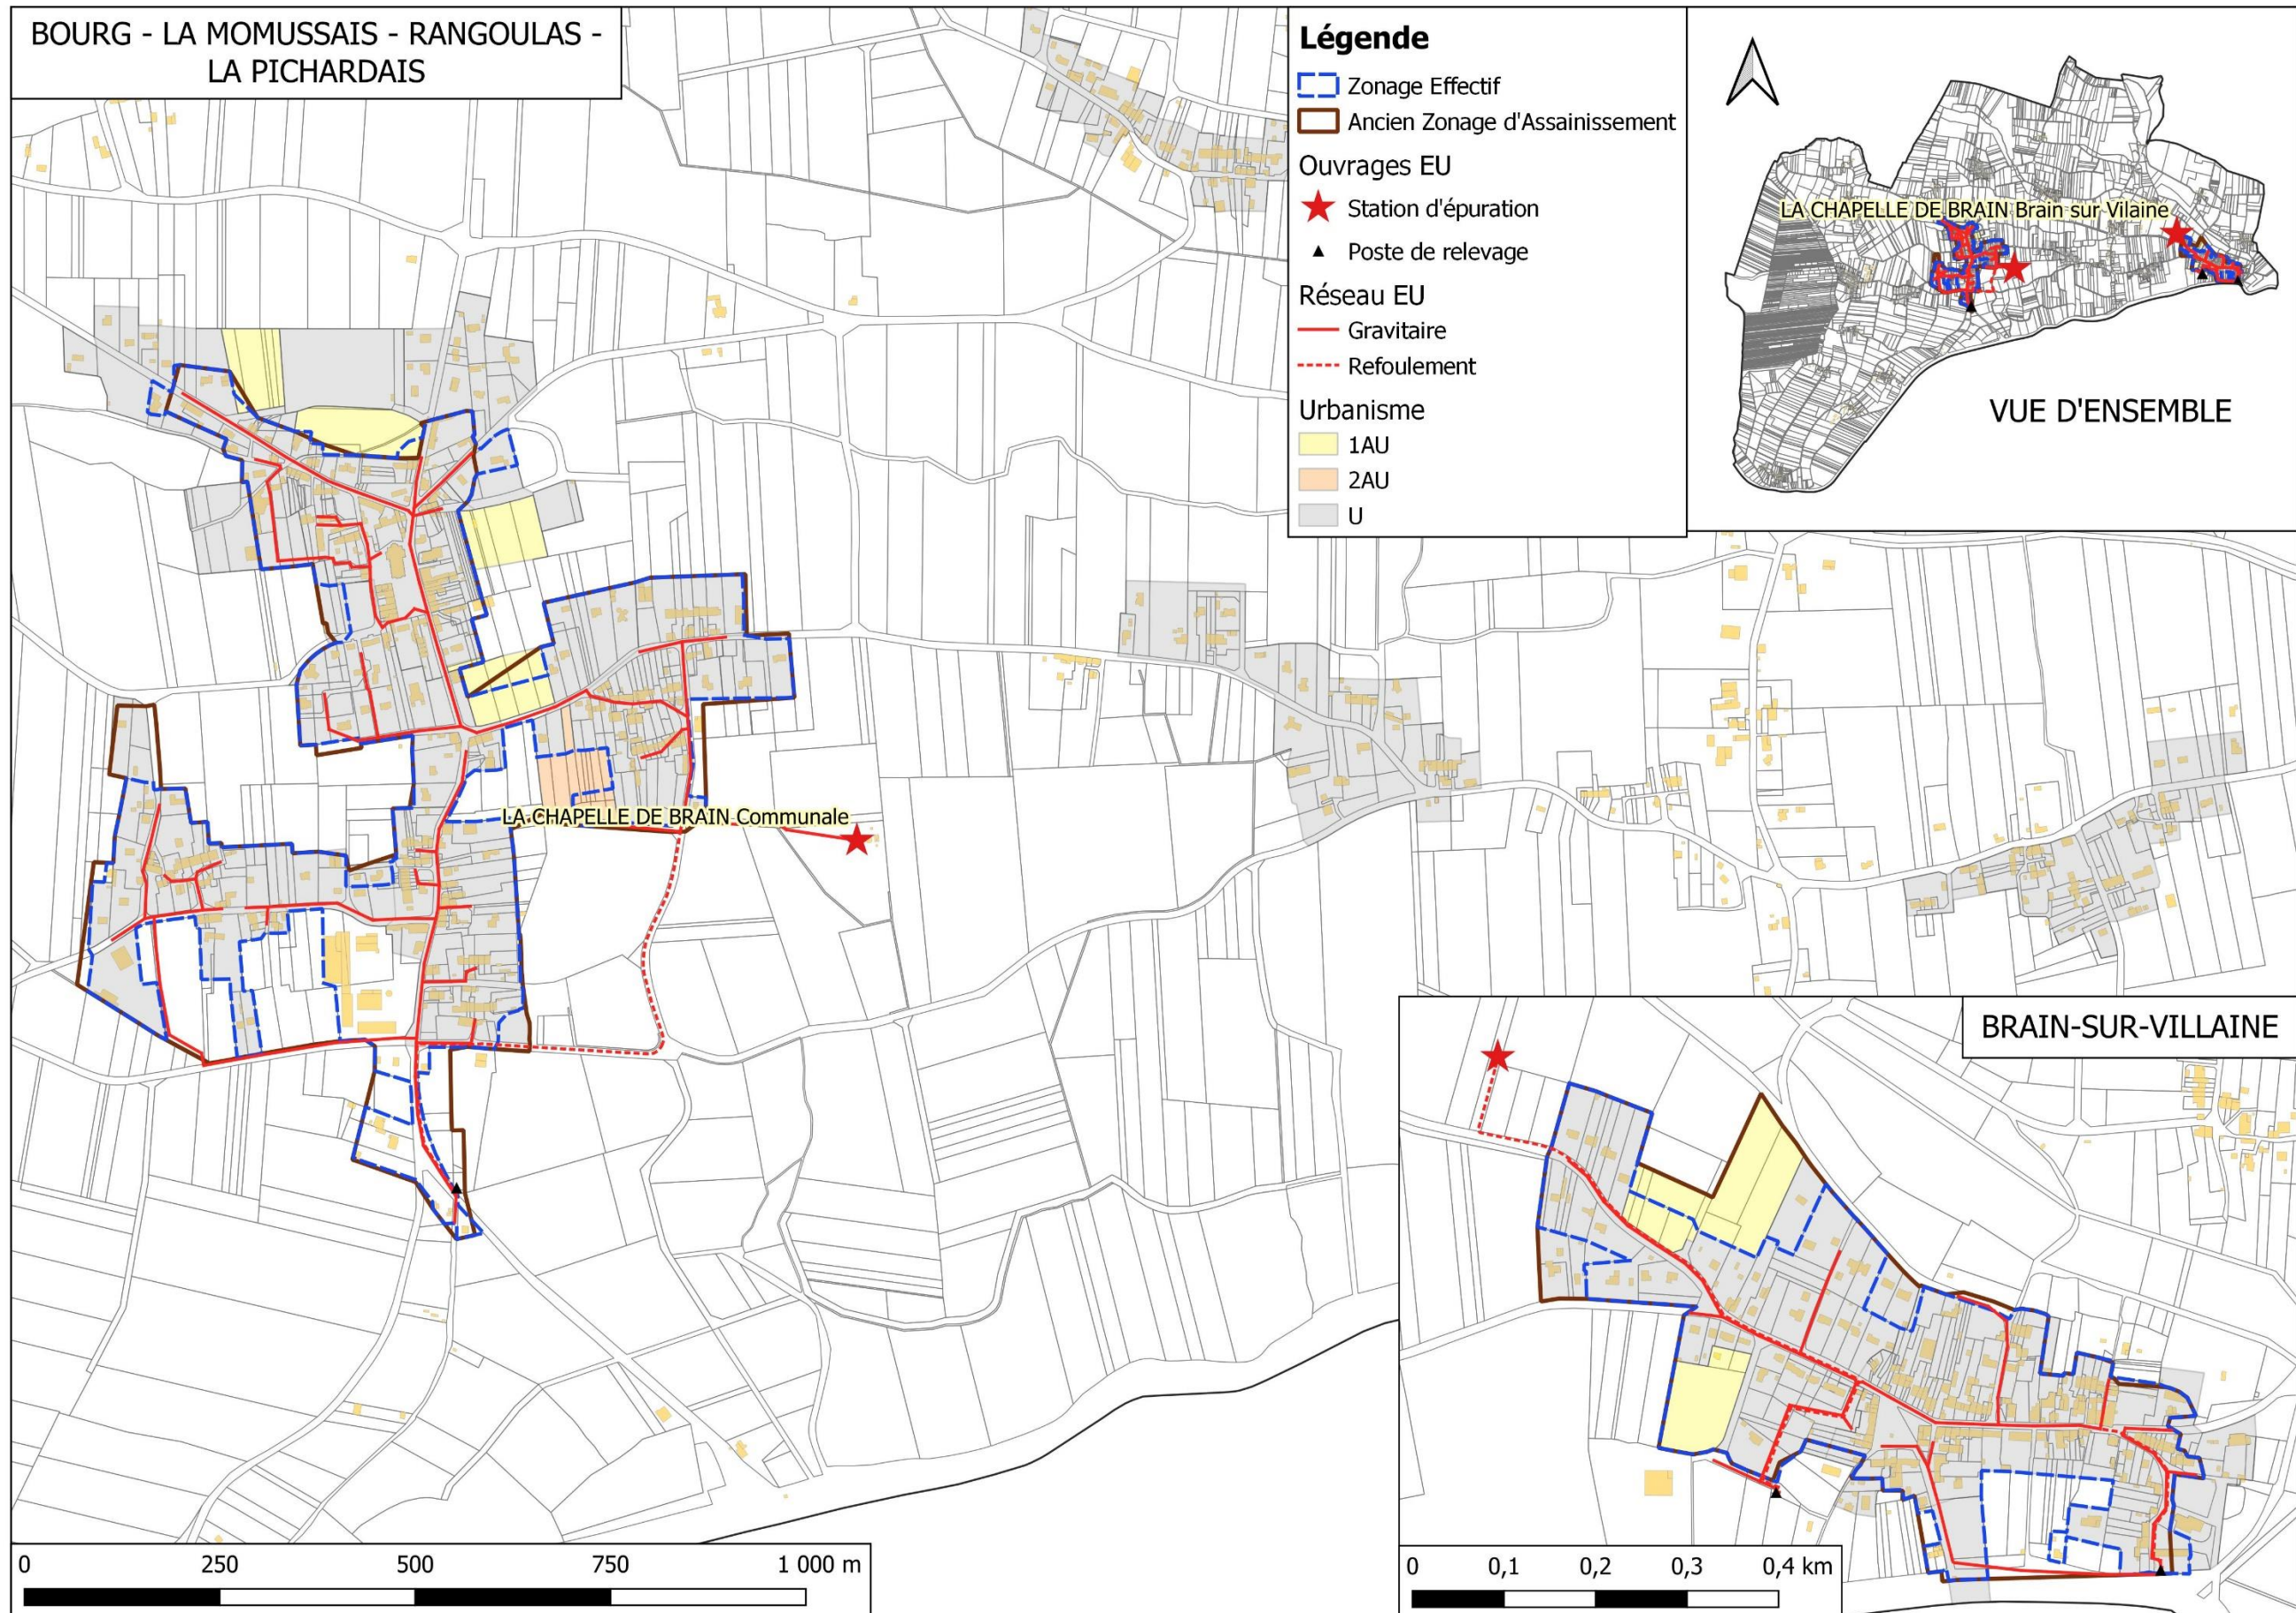 BOURG - LA MOMUSSAIS - RANGOULAS -
LA PICHARDAIS
Légende
Zonage Effectif
Ancien Zonage d'Assainissement
Ouvrages EU
Station d'épuration
Poste de relevage
Réseau EU
Gravitaire
Refoulement
Urbanisme
1AU
2AU
U
LA CHAPELLE DE BRAIN Brain sur Vilaine
VUE D'ENSEMBLE
LA CHAPELLE DE BRAIN Communale
BRAIN-SUR-VILLAINE
0 250 500 750 1 000 m
0 0,1 0,2 0,3 0,4 km